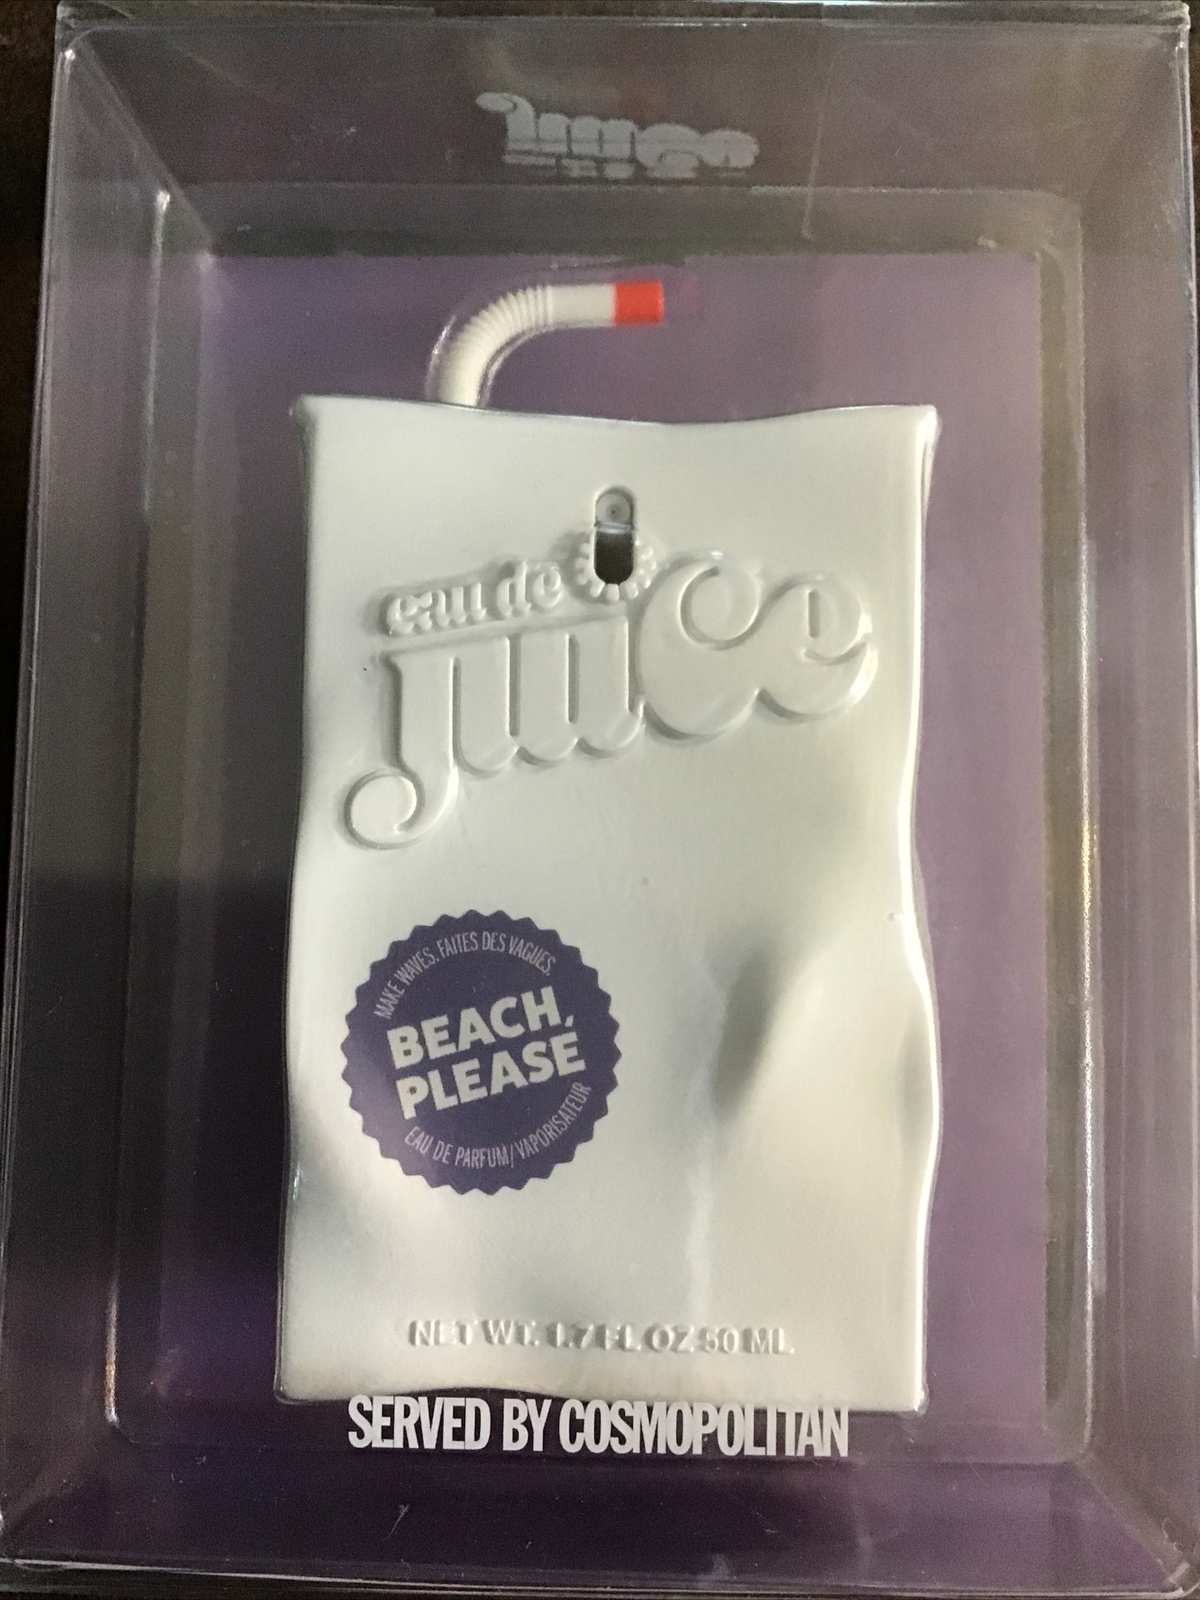 eau de
juice
MAKE WAVES. FAITES DES VAGUES.
BEACH,
PLEASE
EAU DE PARFUM/VAPORISATEUR
NET WT. 1.7 FL OZ 50 ML
SERVED BY COSMOPOLITAN